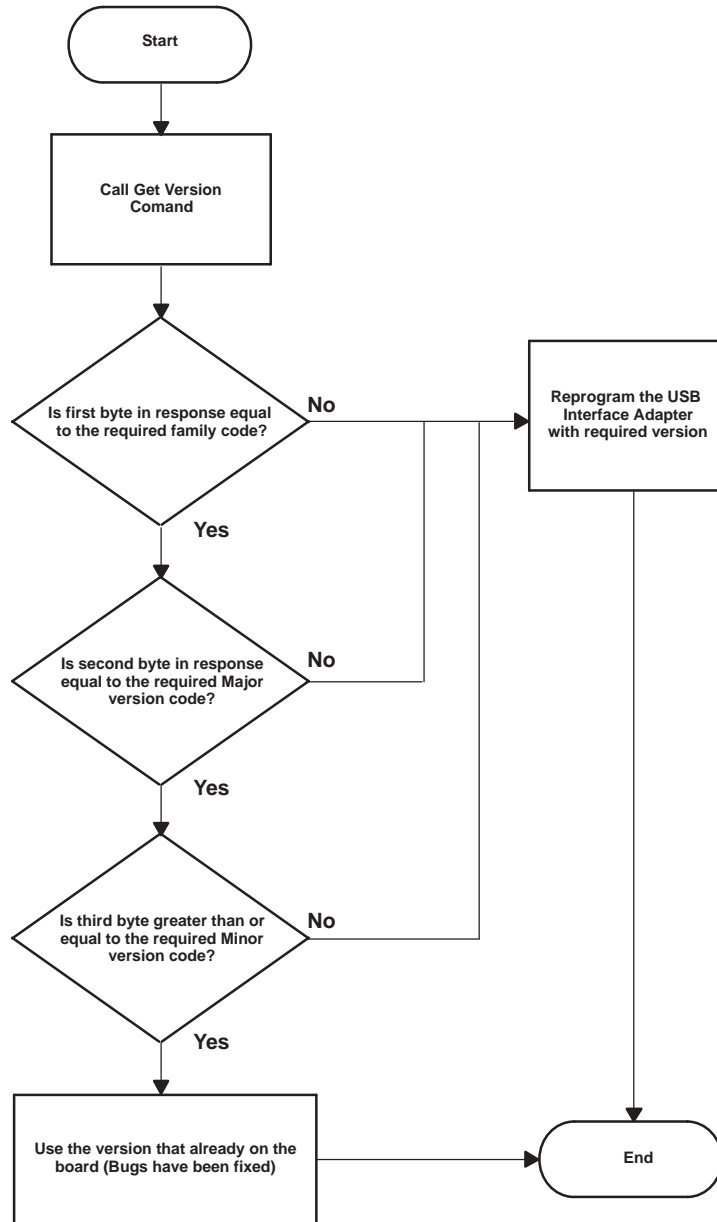 Start
Call Get Version
Comand
Is first byte in response equal
to the required family code?
No
Reprogram the USB
Interface Adapter
with required version
Yes
Is second byte in response
equal to the required Major
version code?
No
Yes
Is third byte greater than or
equal to the required Minor
version code?
No
Yes
Use the version that already on the
board (Bugs have been fixed)
End